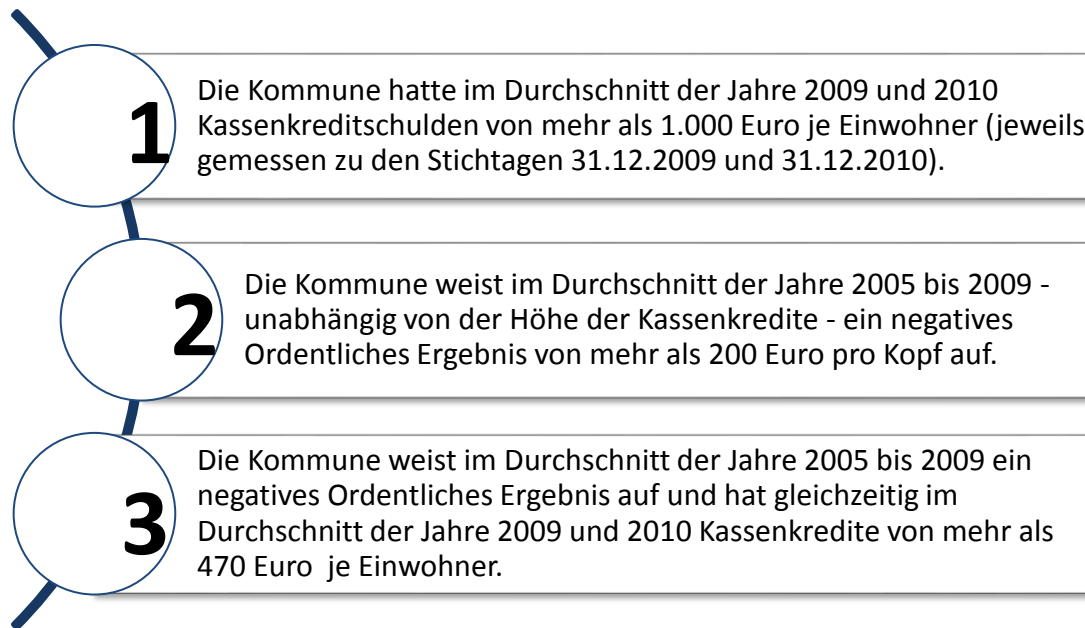 1
Die Kommune hatte im Durchschnitt der Jahre 2009 und 2010
Kassenkreditschulden von mehr als 1.000 Euro je Einwohner (jeweils
gemessen zu den Stichtagen 31.12.2009 und 31.12.2010).
2
Die Kommune weist im Durchschnitt der Jahre 2005 bis 2009 -
unabhängig von der Höhe der Kassenkredite - ein negatives
Ordentliches Ergebnis von mehr als 200 Euro pro Kopf auf.
3
Die Kommune weist im Durchschnitt der Jahre 2005 bis 2009 ein
negatives Ordentliches Ergebnis auf und hat gleichzeitig im
Durchschnitt der Jahre 2009 und 2010 Kassenkredite von mehr als
470 Euro  je Einwohner.